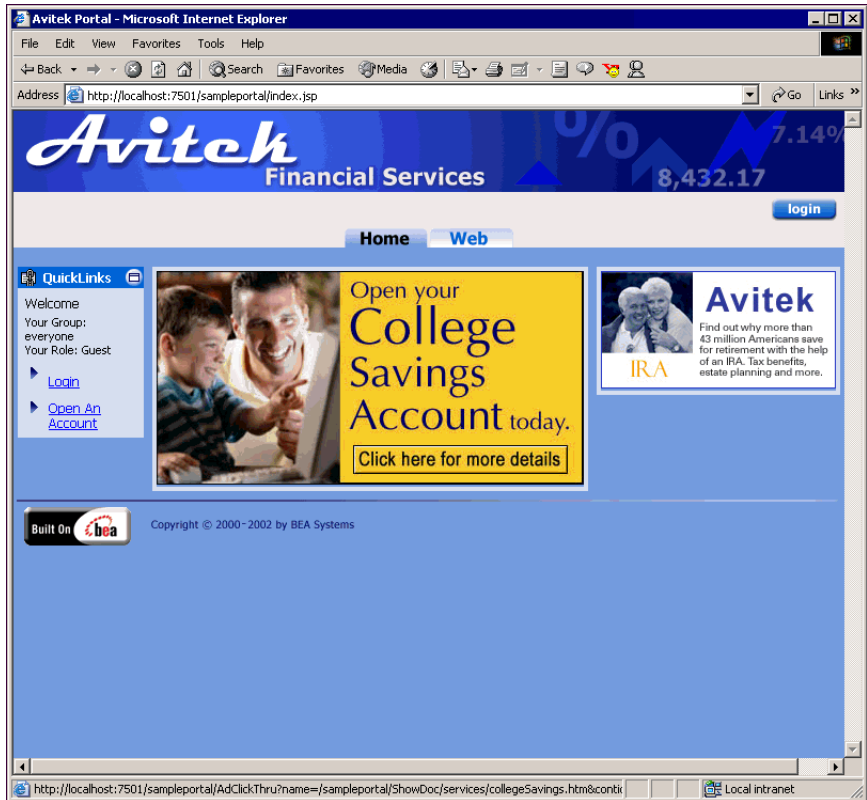 Avitek Portal - Microsoft Internet Explorer
File Edit View Favorites Tools Help
Back Search Favorites Media
Address http://localhost:7501/sampleportal/index.jsp Go Links »
Avitek
Financial Services
%
7.14%
8,432.17
login
Home Web
QuickLinks
Welcome
Your Group:
everyone
Your Role: Guest
Login
Open An
Account
Open your
College
Savings
Account today.
Click here for more details
Avitek
Find out why more than
43 million Americans save
for retirement with the help
of an IRA. Tax benefits,
estate planning and more.
IRA
Built On bea
Copyright © 2000-2002 by BEA Systems
http://localhost:7501/sampleportal/AdClickThru?name=/sampleportal/ShowDoc/services/collegeSavings.htm&conti
Local intranet